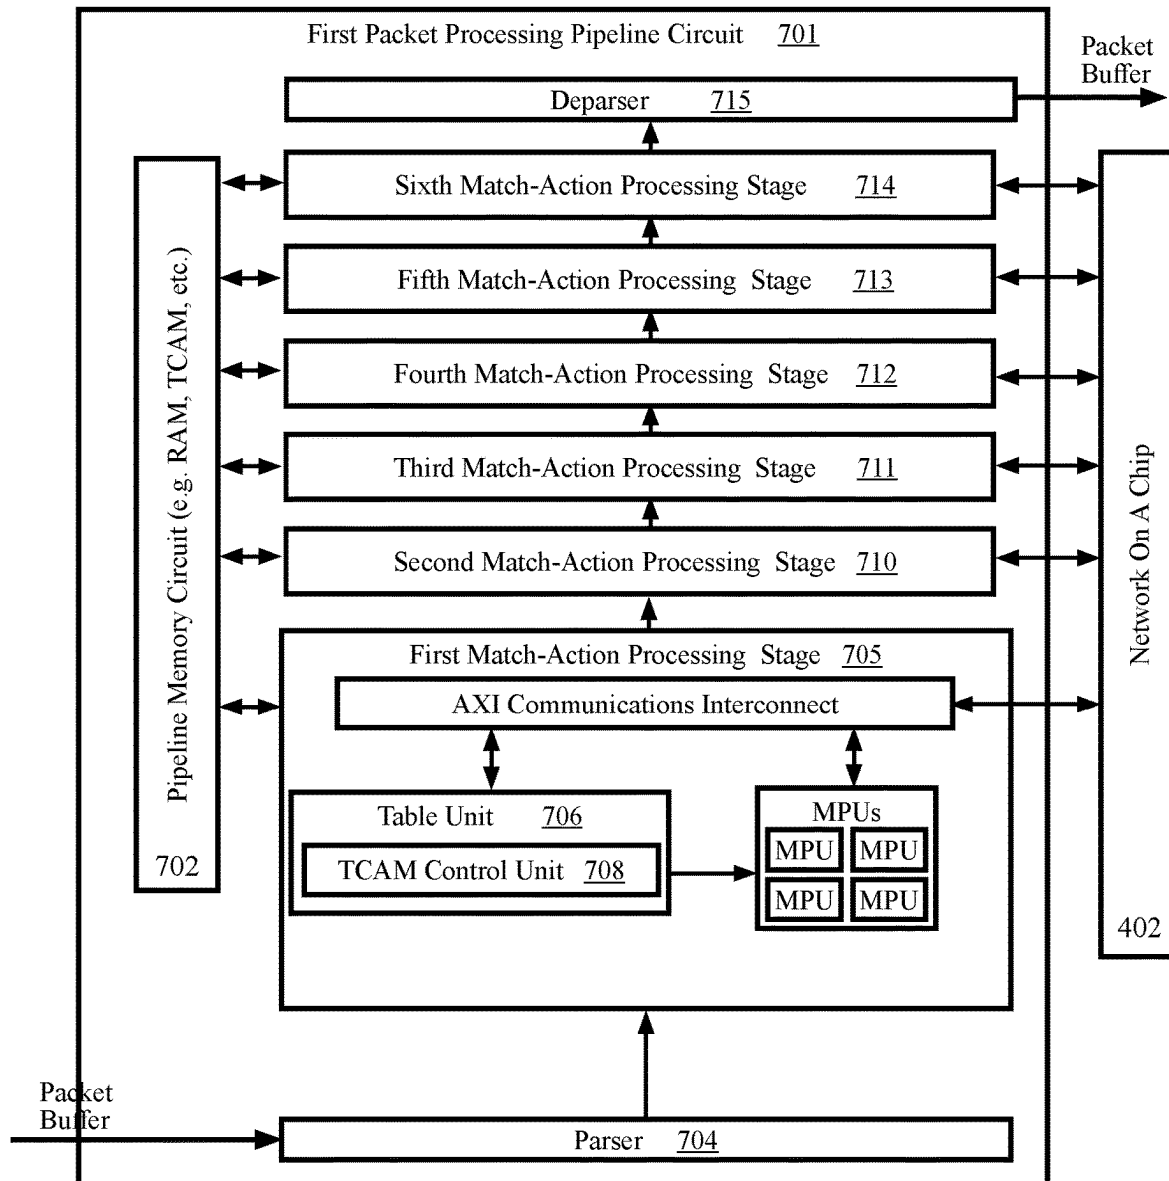 First Packet Processing Pipeline Circuit 701
Packet
Buffer
Deparser 715
Sixth Match-Action Processing Stage 714
Fifth Match-Action Processing Stage 713
Fourth Match-Action Processing Stage 712
Third Match-Action Processing Stage 711
Second Match-Action Processing Stage 710
First Match-Action Processing Stage 705
AXI Communications Interconnect
Table Unit 706
TCAM Control Unit 708
MPUs
MPU MPU
MPU MPU
Pipeline Memory Circuit (e.g. RAM, TCAM, etc.)
702
Network On A Chip
402
Packet
Buffer
Parser 704